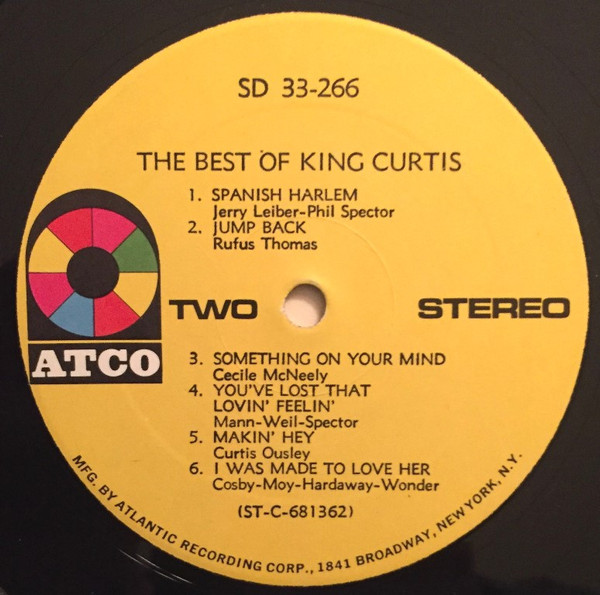 SD 33-266
THE BEST OF KING CURTIS
1. SPANISH HARLEM
Jerry Leiber-Phil Spector
2. JUMP BACK
Rufus Thomas
TWO
STEREO
ATCO
3. SOMETHING ON YOUR MIND
Cecile McNeely
4. YOU'VE LOST THAT
LOVIN' FEELIN'
Mann-Weil-Spector
5. MAKIN' HEY
Curtis Ousley
6. I WAS MADE TO LOVE HER
Cosby-Moy-Hardaway-Wonder
(ST-C-681362)
MFG. BY ATLANTIC RECORDING CORP., 1841 BROADWAY, NEW YORK, N.Y.